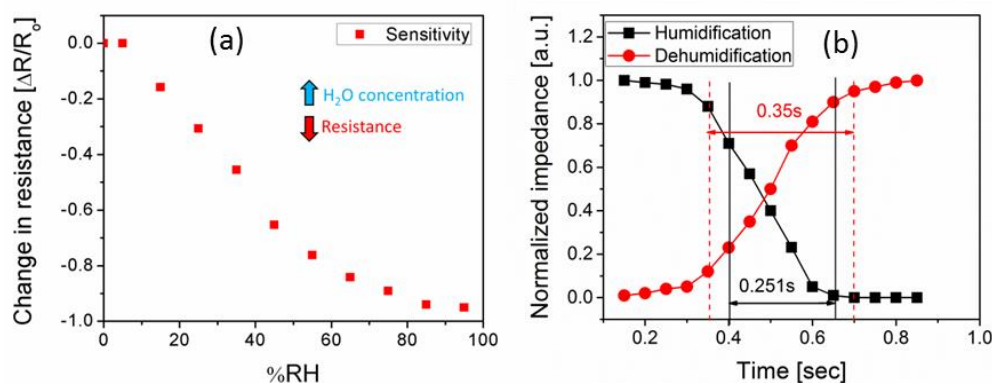 (a)
Sensitivity
H₂O concentration
Resistance
Change in resistance [ΔR/R₀]
0.0
-0.2
-0.4
-0.6
-0.8
-1.0
0 20 40 60 80 100
%RH
(b)
Humidification
Dehumidification
0.35s
0.251s
Normalized impedance [a.u.]
1.2
1.0
0.8
0.6
0.4
0.2
0.0
0.2 0.4 0.6 0.8 1.0
Time [sec]